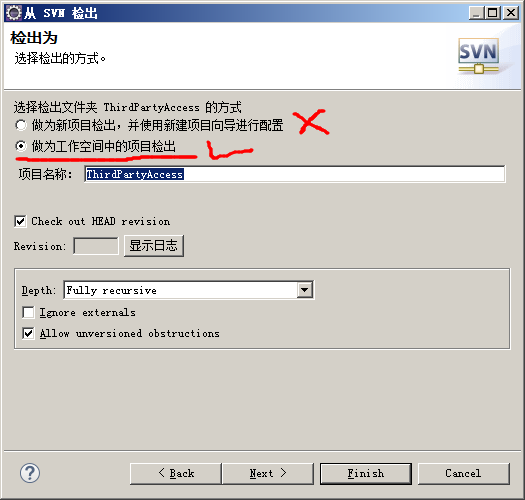 从 SVN 检出
检出为
选择检出的方式。
SVN
选择检出文件夹 ThirdPartyAccess 的方式
做为新项目检出，并使用新建项目向导进行配置
做为工作空间中的项目检出
项目名称: ThirdPartyAccess
Check out HEAD revision
Revision: 显示日志
Depth: Fully recursive
Ignore externals
Allow unversioned obstructions
? < Back Next > Finish Cancel